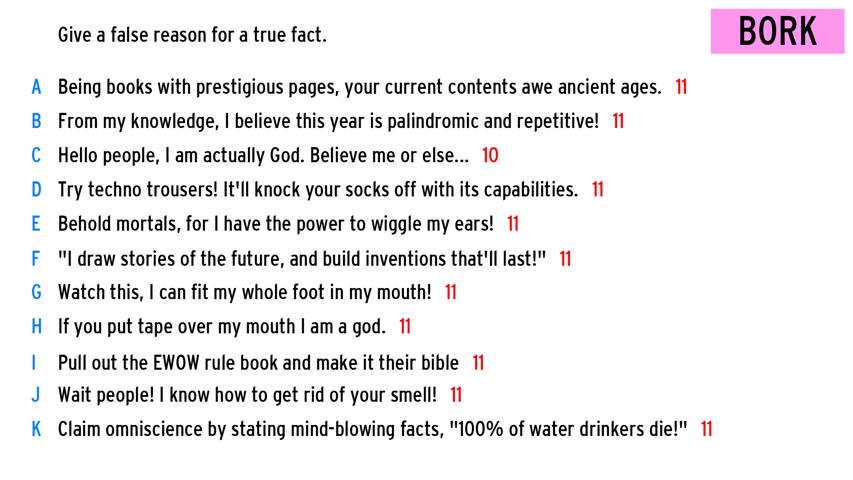 Give a false reason for a true fact.
BORK
A Being books with prestigious pages, your current contents awe ancient ages. 11
B From my knowledge, I believe this year is palindromic and repetitive! 11
C Hello people, I am actually God. Believe me or else... 10
D Try techno trousers! It'll knock your socks off with its capabilities. 11
E Behold mortals, for I have the power to wiggle my ears! 11
F "I draw stories of the future, and build inventions that'll last!" 11
G Watch this, I can fit my whole foot in my mouth! 11
H If you put tape over my mouth I am a god. 11
I Pull out the EWOW rule book and make it their bible 11
J Wait people! I know how to get rid of your smell! 11
K Claim omniscience by stating mind-blowing facts, "100% of water drinkers die!" 11